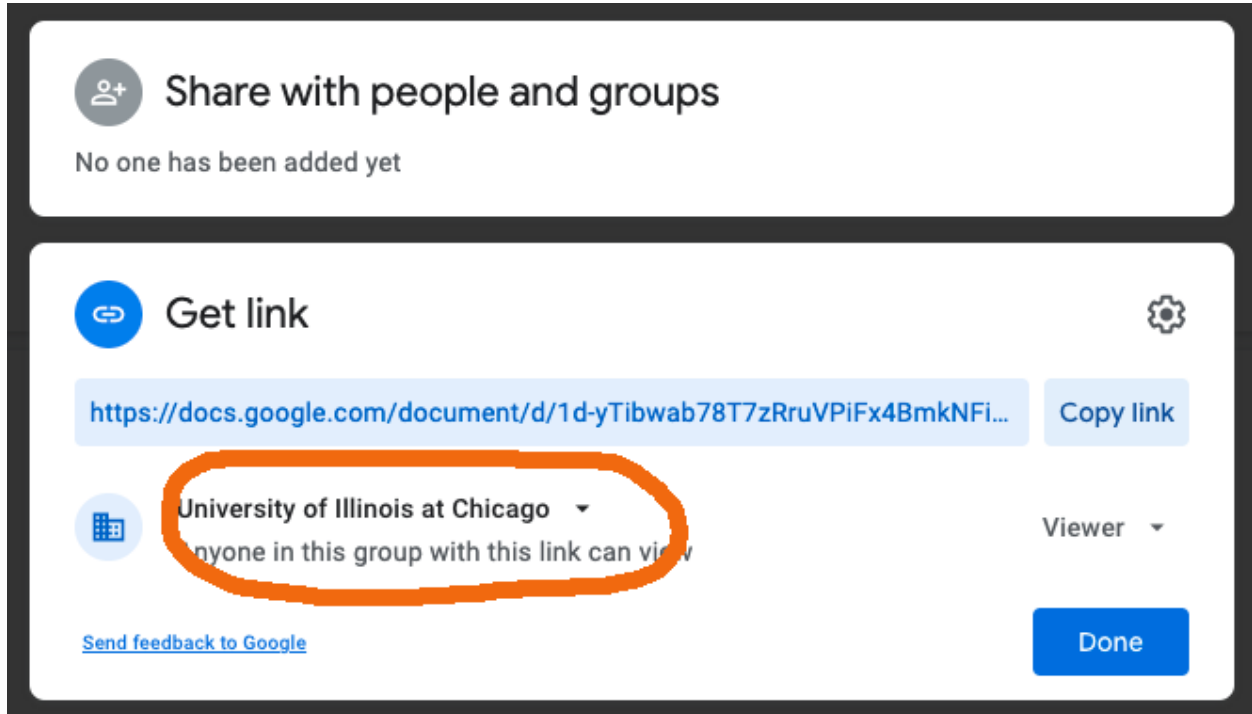 Share with people and groups
No one has been added yet
Get link
https://docs.google.com/document/d/1d-yTibwab78T7zRruVPiFx4BmkNFi...
Copy link
University of Illinois at Chicago
Anyone in this group with this link can view
Viewer
Send feedback to Google
Done